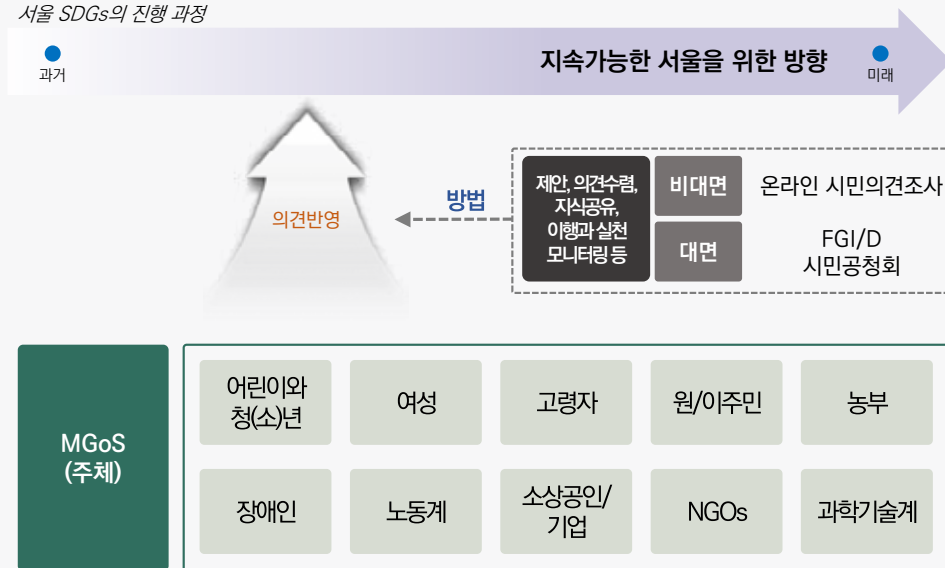 서울 SDGs의 진행 과정
과거
지속가능한 서울을 위한 방향
미래
의견반영
방법
제안, 의견수렴,
지식공유,
이행과 실천
모니터링 등
비대면
온라인 시민의견조사
대면
FGI/D
시민공청회
MGoS
(주체)
어린이와
청(소)년
여성
고령자
원/이주민
농부
장애인
노동계
소상공인/
기업
NGOs
과학기술계